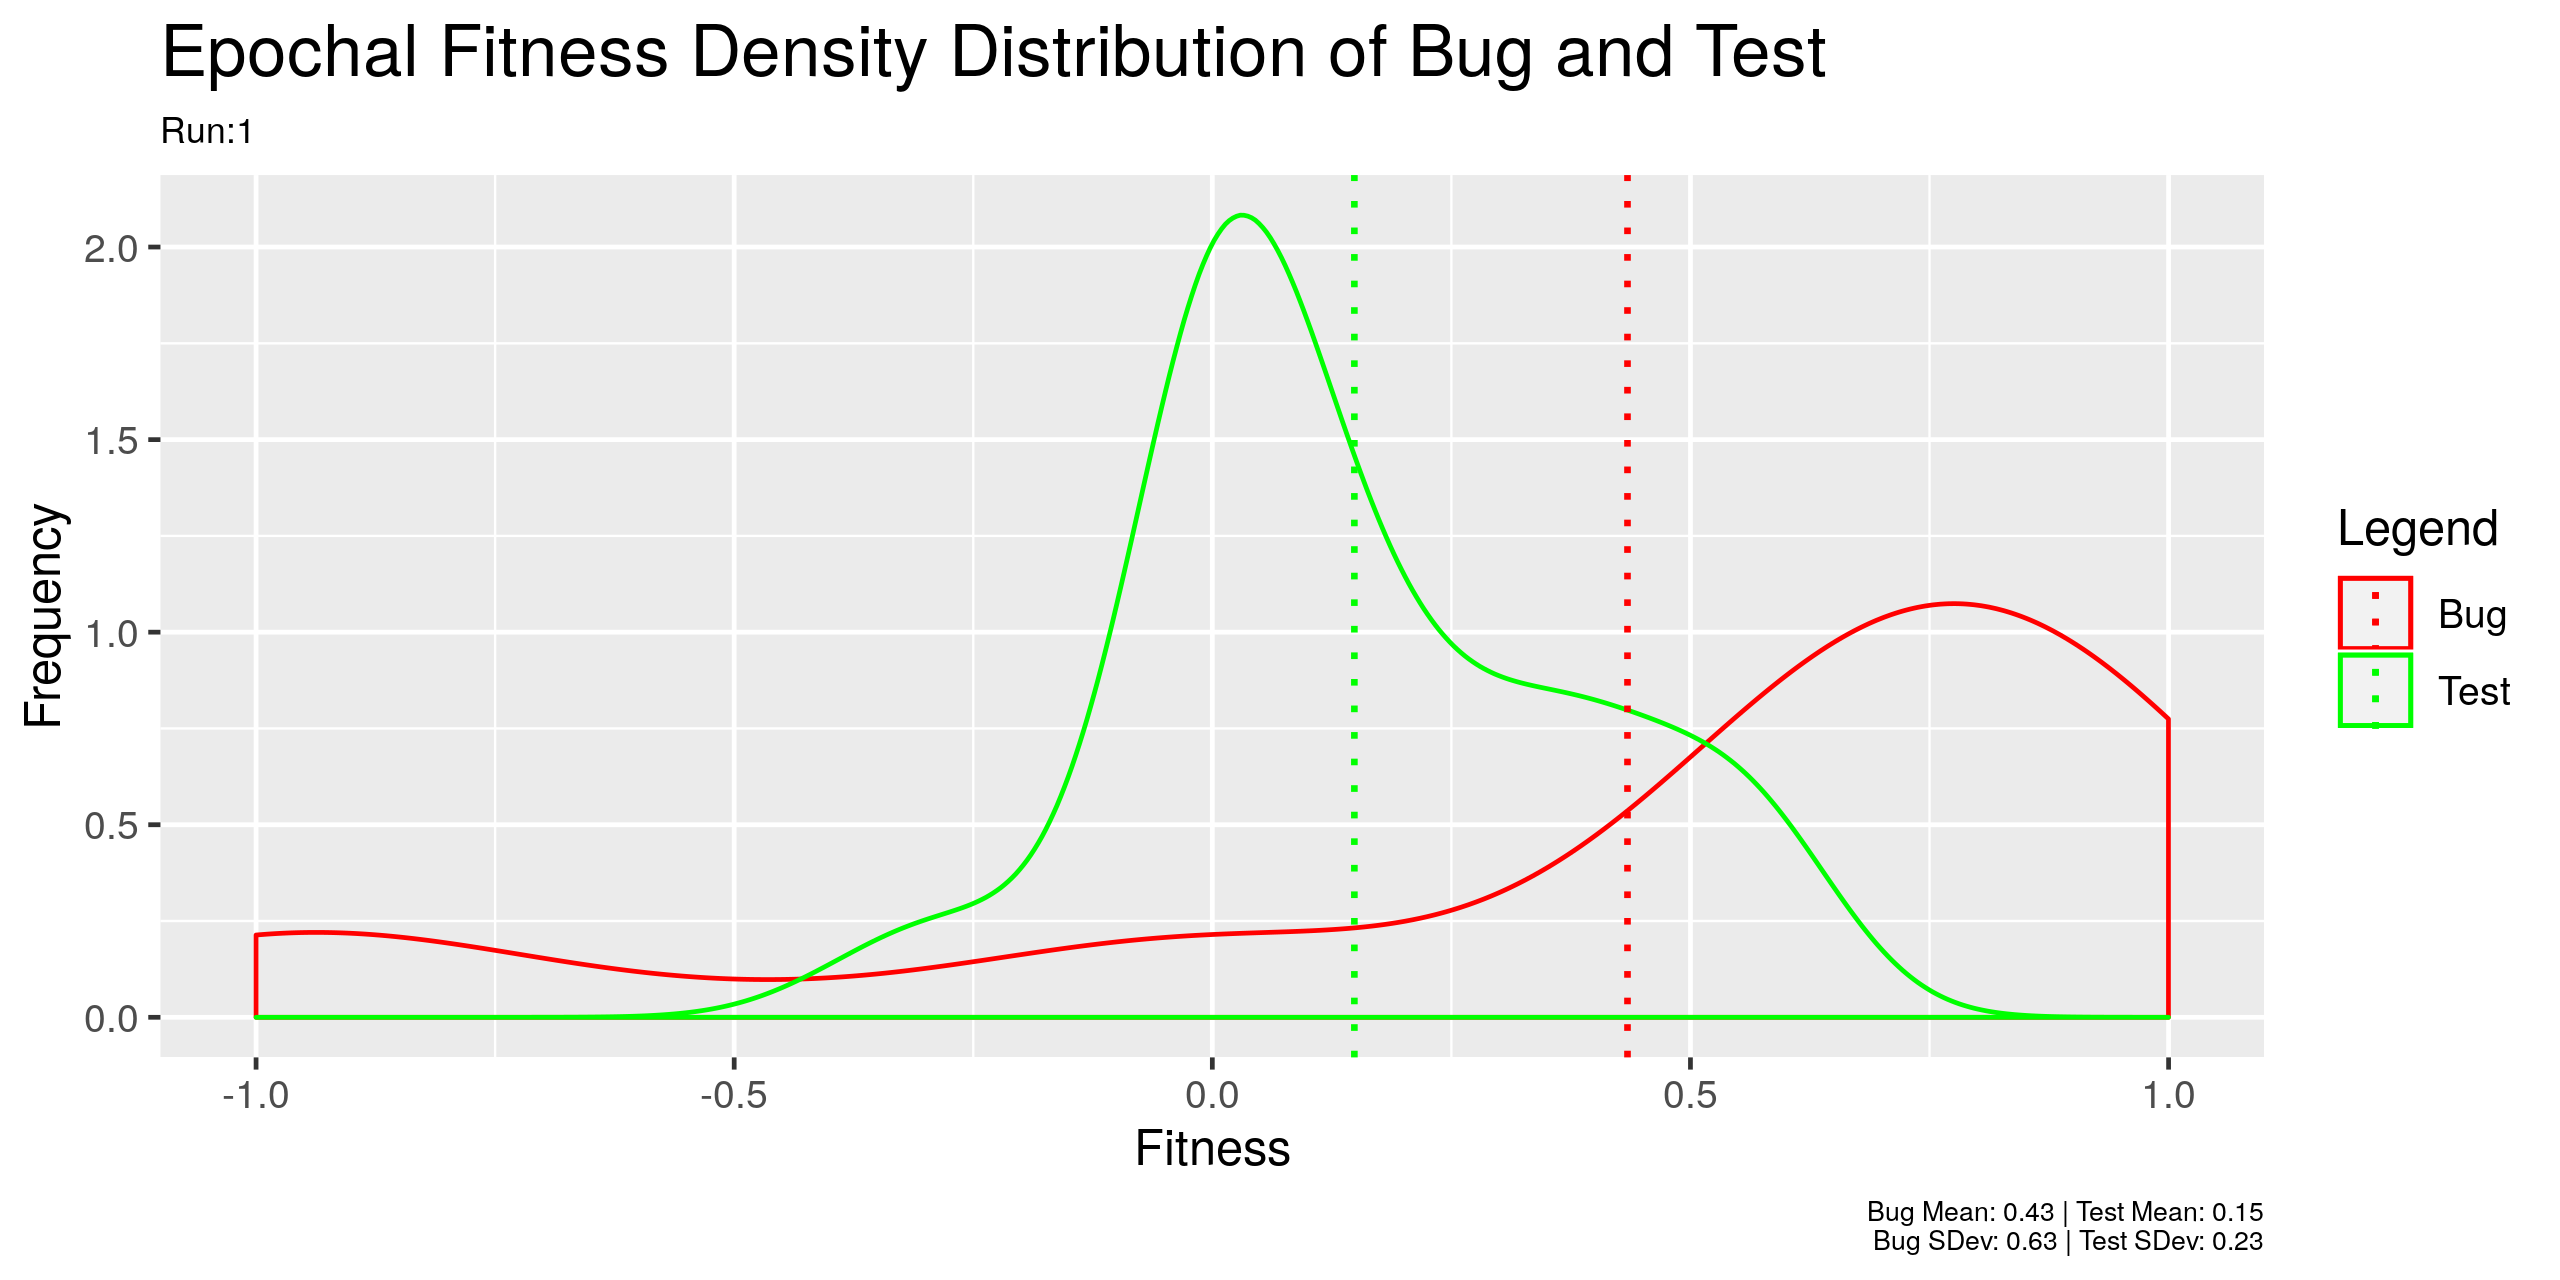 Epochal Fitness Density Distribution of Bug and Test
Run:1
Frequency
2.0
1.5
1.0
0.5
0.0
-1.0
-0.5
0.0
0.5
1.0
Fitness
Legend
Bug
Test
Bug Mean: 0.43 | Test Mean: 0.15
Bug SDev: 0.63 | Test SDev: 0.23